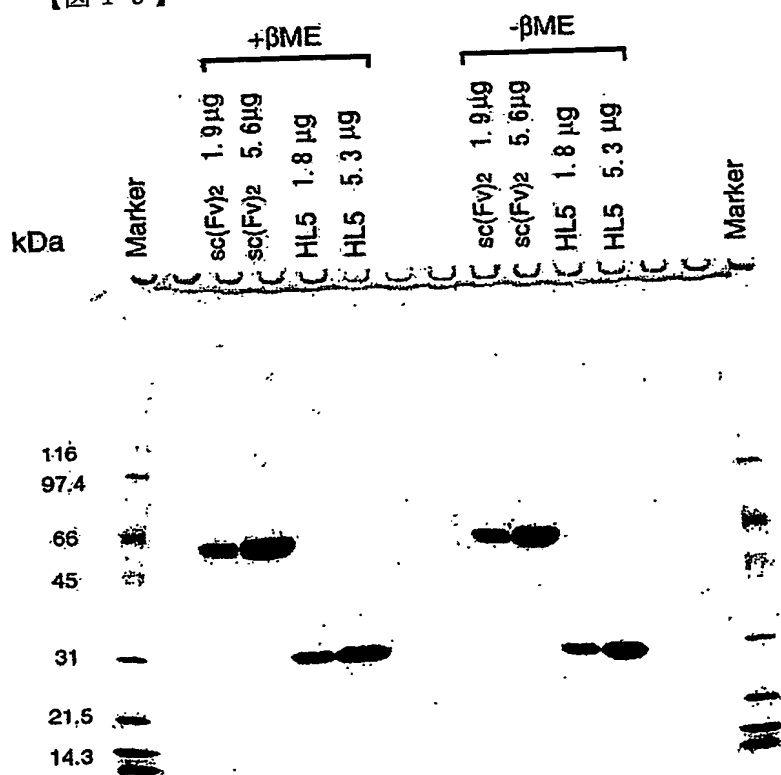 +βME
-βME
sc(Fv)2 1.9μg
sc(Fv)2 5.6μg
HL5 1.8 μg
HL5 5.3 μg
sc(Fv)2 1.9μg
sc(Fv)2 5.6μg
HL5 1.8 μg
HL5 5.3 μg
Marker
Marker
kDa
116
97.4
66
45
31
21.5
14.3